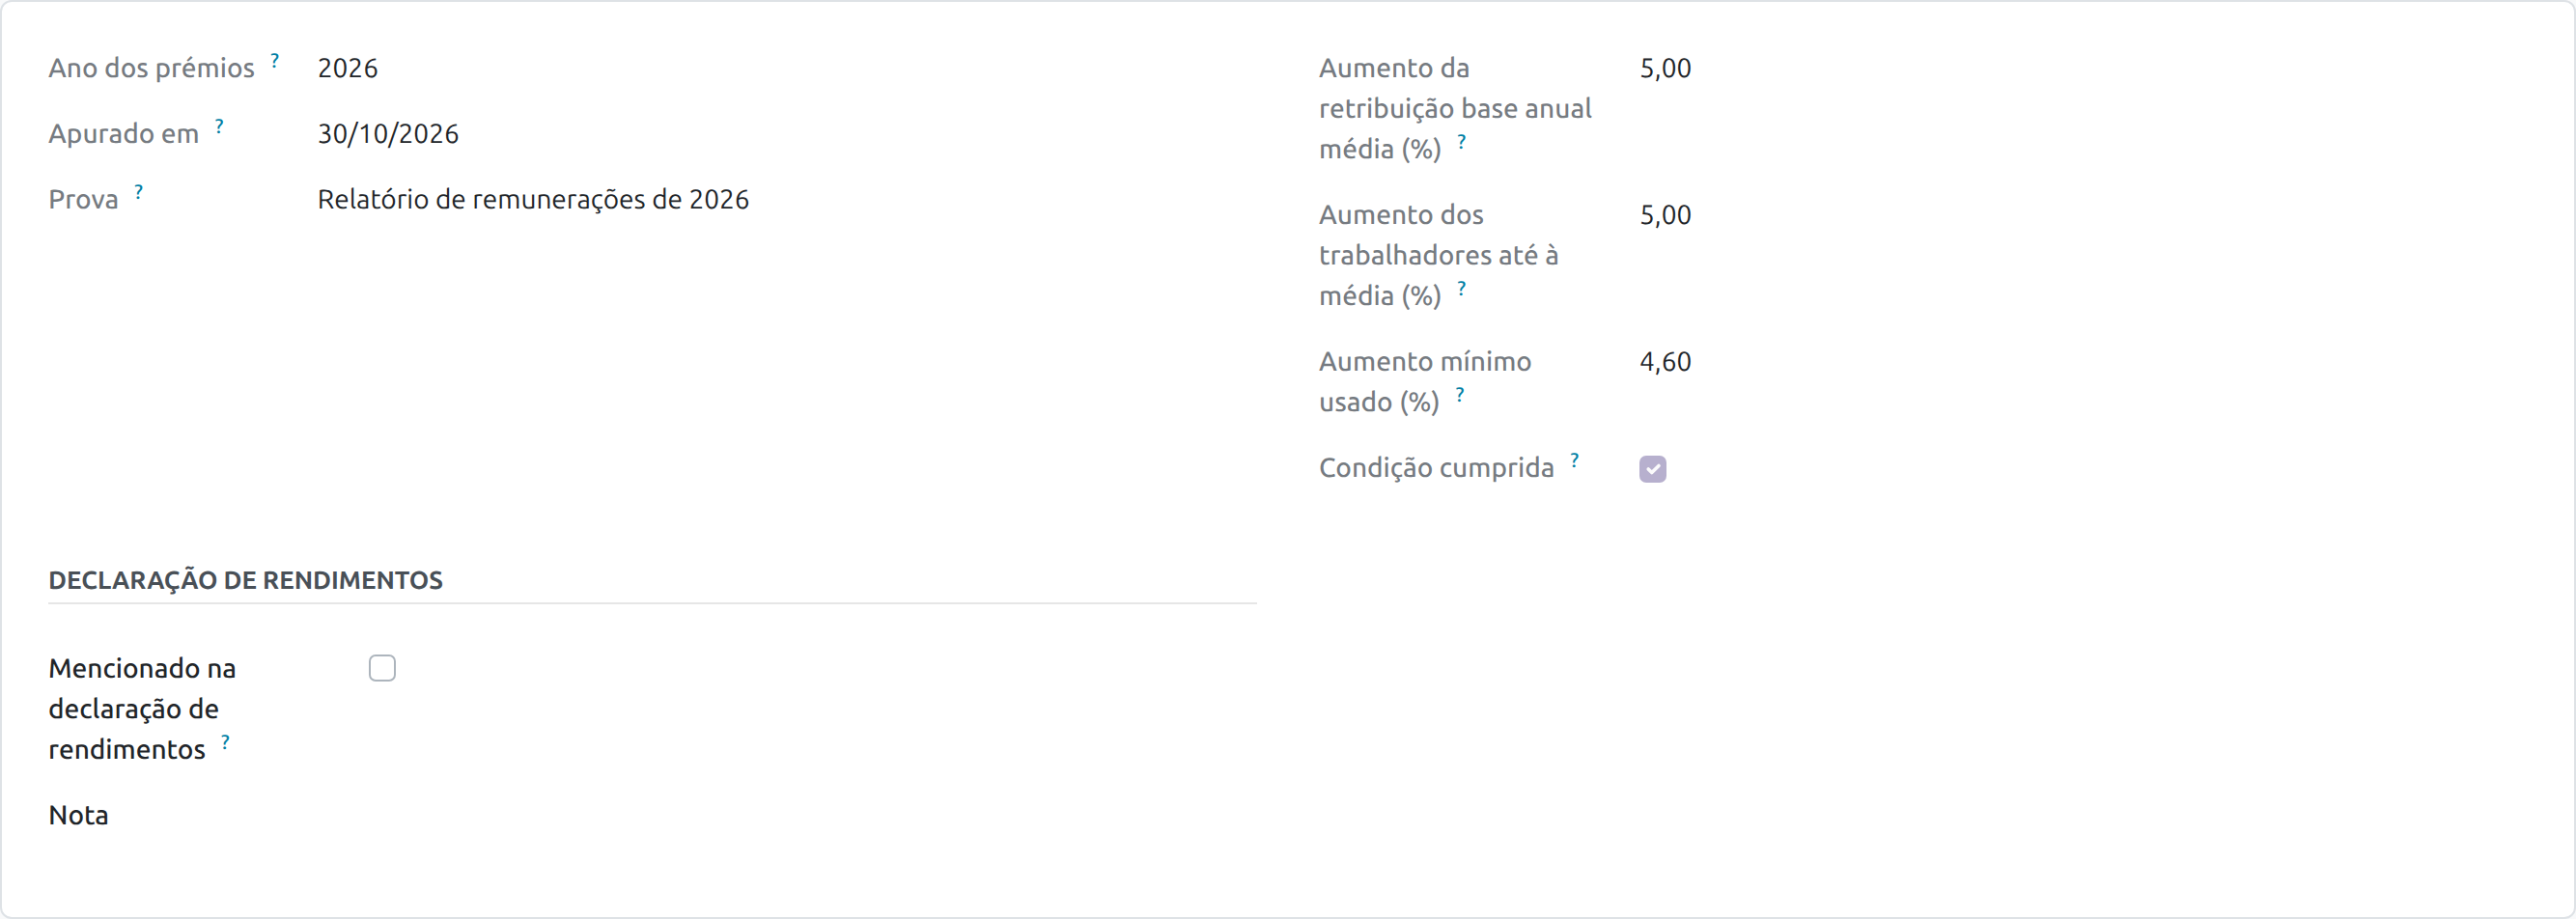 Ano dos prémios ? 2026
Apurado em ? 30/10/2026
Prova ? Relatório de remunerações de 2026
Aumento da 5,00
retribuição base anual
média (%) ?
Aumento dos 5,00
trabalhadores até à
média (%) ?
Aumento mínimo 4,60
usado (%) ?
Condição cumprida ?
DECLARAÇÃO DE RENDIMENTOS
Mencionado na
declaração de
rendimentos ?
Nota